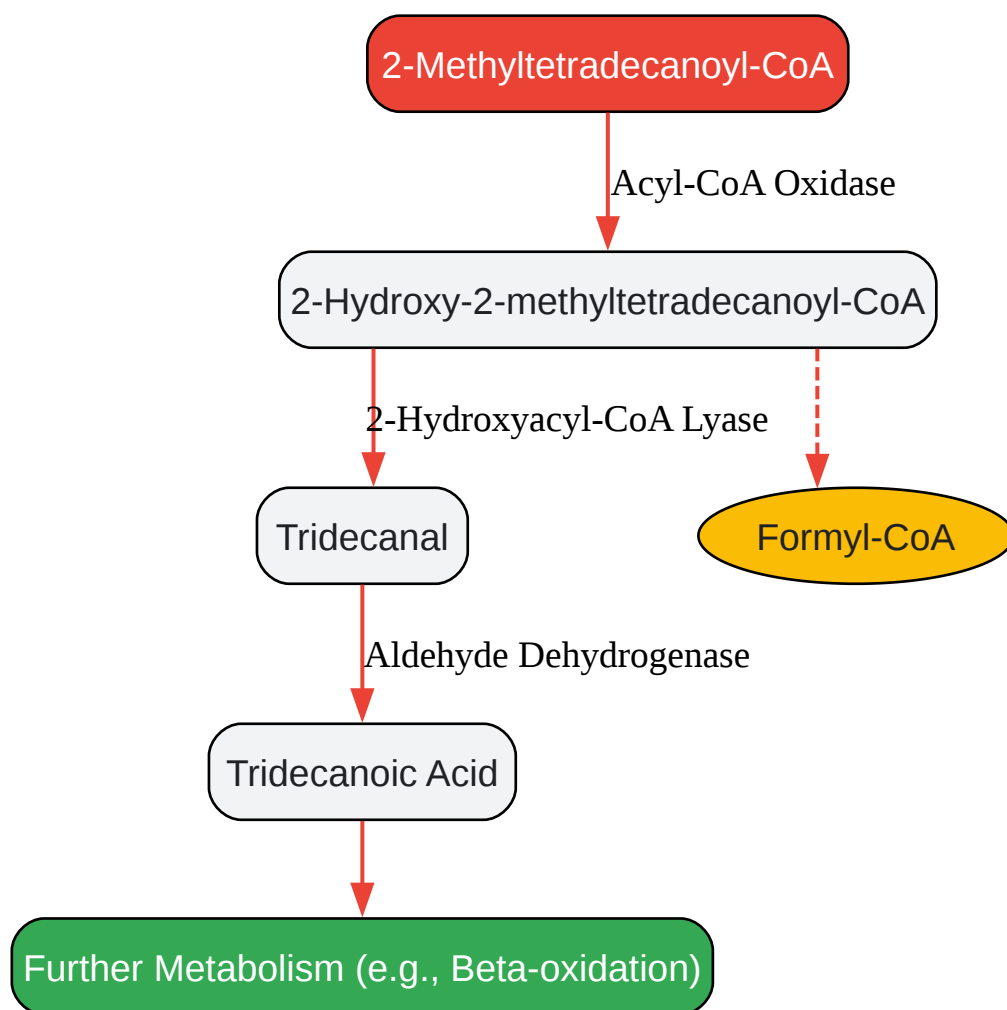 2-Methyltetradecanoyl-CoA
Acyl-CoA Oxidase
2-Hydroxy-2-methyltetradecanoyl-CoA
2-Hydroxyacyl-CoA Lyase
Tridecanal
Formyl-CoA
Aldehyde Dehydrogenase
Tridecanoic Acid
Further Metabolism (e.g., Beta-oxidation)